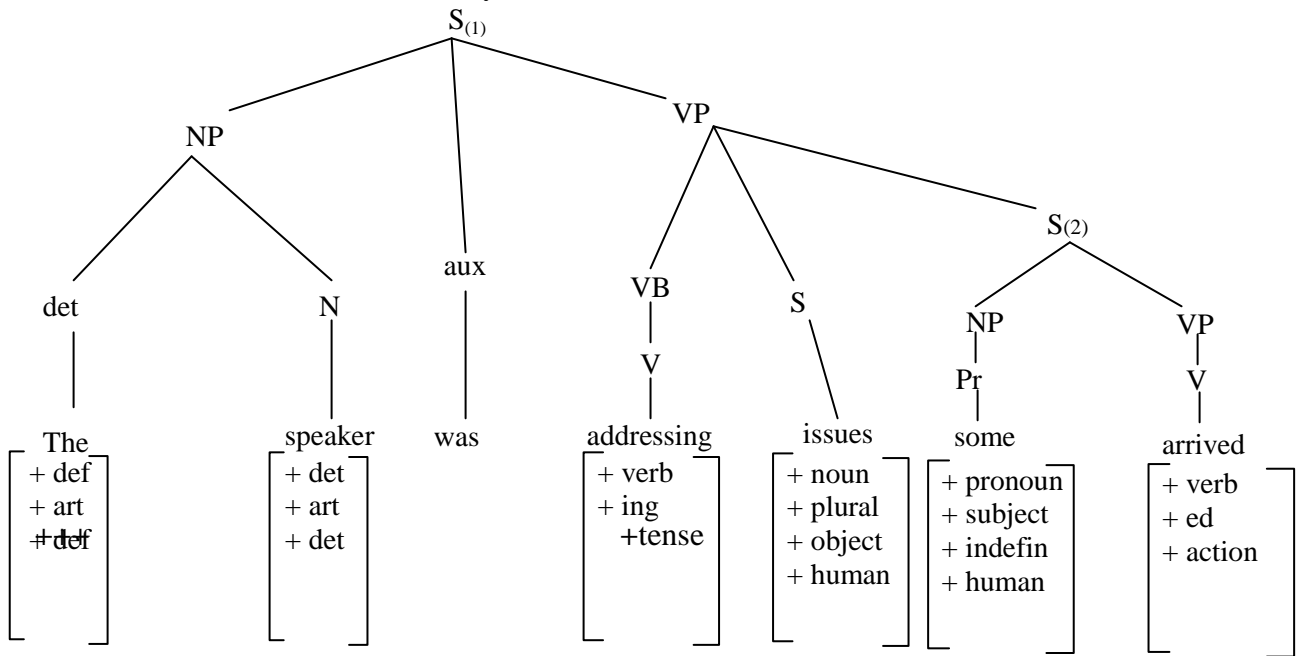 S(1)
NP
VP
S(2)
aux
det
N
VB
S
NP
VP
V
Pr
V
The
speaker
was
addressing
issues
some
arrived
+ def
+ art
+ def
+++
+ det
+ art
+ det
+ verb
+ ing
+tense
+ noun
+ plural
+ object
+ human
+ pronoun
+ subject
+ indefin
+ human
+ verb
+ ed
+ action